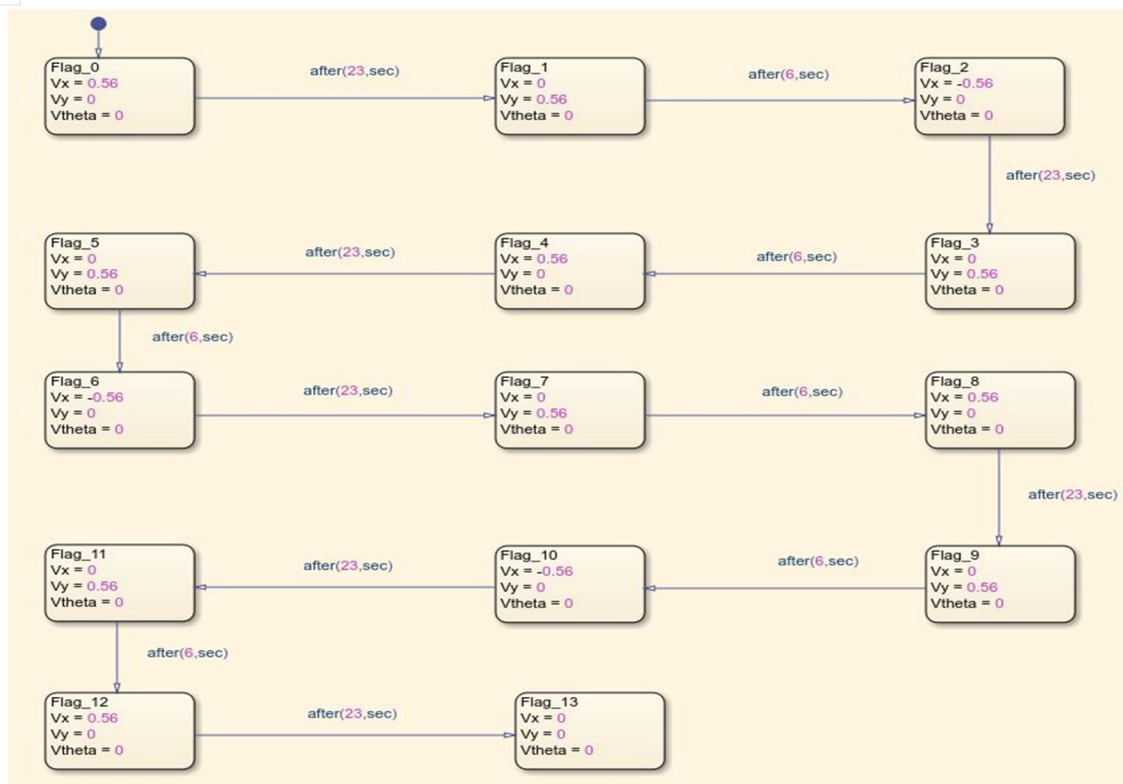 Flag_0
Vx = 0.56
Vy = 0
Vtheta = 0
after(23,sec)
Flag_1
Vx = 0
Vy = 0.56
Vtheta = 0
after(6,sec)
Flag_2
Vx = -0.56
Vy = 0
Vtheta = 0
after(23,sec)
Flag_3
Vx = 0
Vy = 0.56
Vtheta = 0
after(6,sec)
Flag_4
Vx = 0.56
Vy = 0
Vtheta = 0
after(23,sec)
Flag_5
Vx = 0
Vy = 0.56
Vtheta = 0
after(6,sec)
Flag_6
Vx = -0.56
Vy = 0
Vtheta = 0
after(23,sec)
Flag_7
Vx = 0
Vy = 0.56
Vtheta = 0
after(6,sec)
Flag_8
Vx = 0.56
Vy = 0
Vtheta = 0
after(23,sec)
Flag_9
Vx = 0
Vy = 0.56
Vtheta = 0
after(6,sec)
Flag_10
Vx = -0.56
Vy = 0
Vtheta = 0
after(23,sec)
Flag_11
Vx = 0
Vy = 0.56
Vtheta = 0
after(6,sec)
Flag_12
Vx = 0.56
Vy = 0
Vtheta = 0
after(23,sec)
Flag_13
Vx = 0
Vy = 0
Vtheta = 0